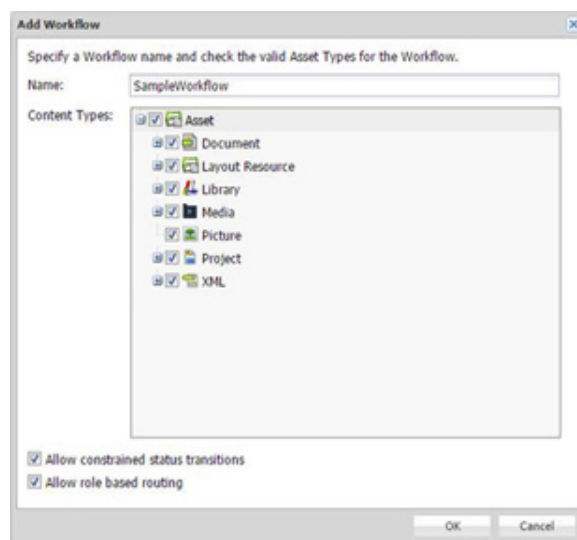 Add Workflow
Specify a Workflow name and check the valid Asset Types for the Workflow.
Name: SampleWorkflow
Content Types: Asset
Document
Layout Resource
Library
Media
Picture
Project
XML
Allow constrained status transitions
Allow role based routing
OK Cancel